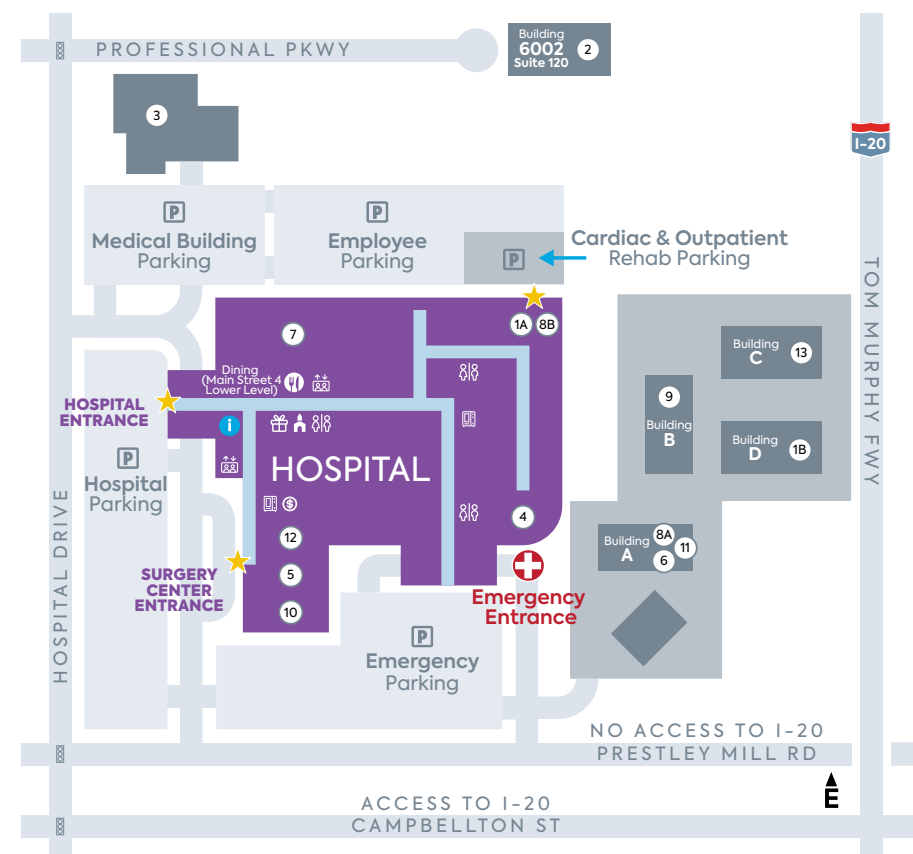 Building
6002
Suite 120
2
PROFESSIONAL PKWY
3
I-20
P
Medical Building
Parking
P
Employee
Parking
P
Cardiac & Outpatient
Rehab Parking
TOM MURPHY FWY
7
1A
8B
Dining
(Main Street 4
Lower Level)
HOSPITAL
ENTRANCE
i
HOSPITAL
P
Hospital
Parking
$
12
5
10
4
SURGERY
CENTER
ENTRANCE
Emergency
Entrance
P
Emergency
Parking
Building
C
13
9
Building
B
Building
D
1B
Building
A
8A
11
6
HOSPITAL DRIVE
NO ACCESS TO I-20
PRESTLEY MILL RD
E
ACCESS TO I-20
CAMPBELLTON ST